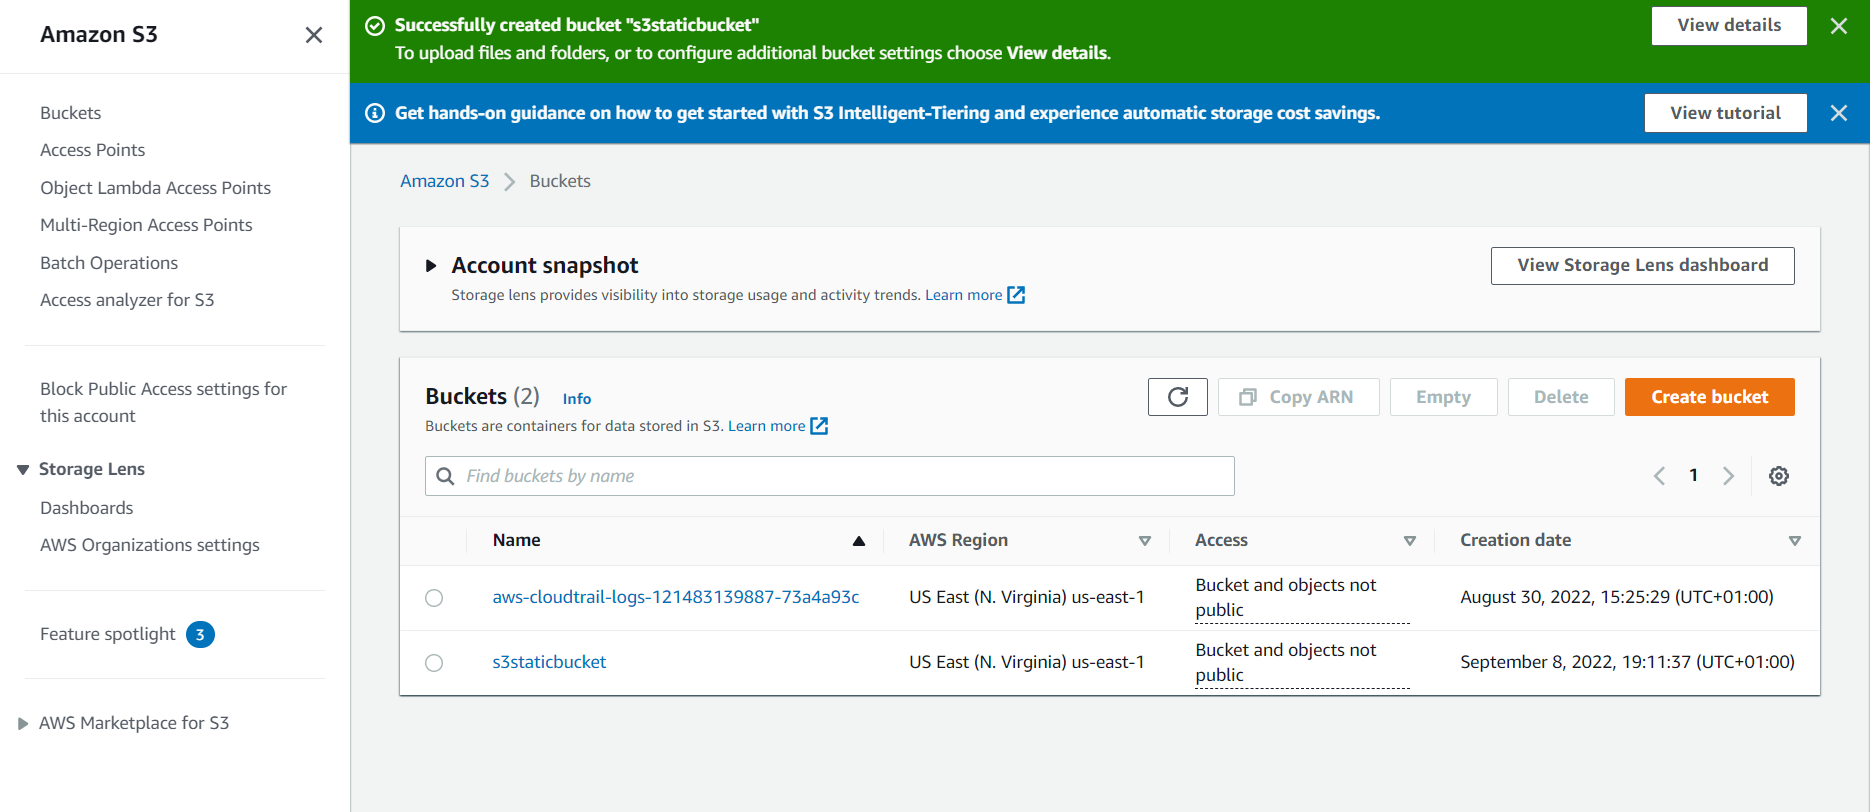 Amazon S3
Buckets
Access Points
Object Lambda Access Points
Multi-Region Access Points
Batch Operations
Access analyzer for S3
Block Public Access settings for
this account
Storage Lens
Dashboards
AWS Organizations settings
Feature spotlight 3
AWS Marketplace for S3
Successfully created bucket "s3staticbucket"
To upload files and folders, or to configure additional bucket settings choose View details.
View details
Get hands-on guidance on how to get started with S3 Intelligent-Tiering and experience automatic storage cost savings.
View tutorial
Amazon S3 Buckets
Account snapshot
Storage lens provides visibility into storage usage and activity trends. Learn more
View Storage Lens dashboard
Buckets (2) Info
Buckets are containers for data stored in S3. Learn more
Copy ARN Empty Delete Create bucket
Find buckets by name
1
Name AWS Region Access Creation date
aws-cloudtrail-logs-121483139887-73a4a93c US East (N. Virginia) us-east-1 Bucket and objects not
public
August 30, 2022, 15:25:29 (UTC+01:00)
s3staticbucket US East (N. Virginia) us-east-1 Bucket and objects not
public
September 8, 2022, 19:11:37 (UTC+01:00)